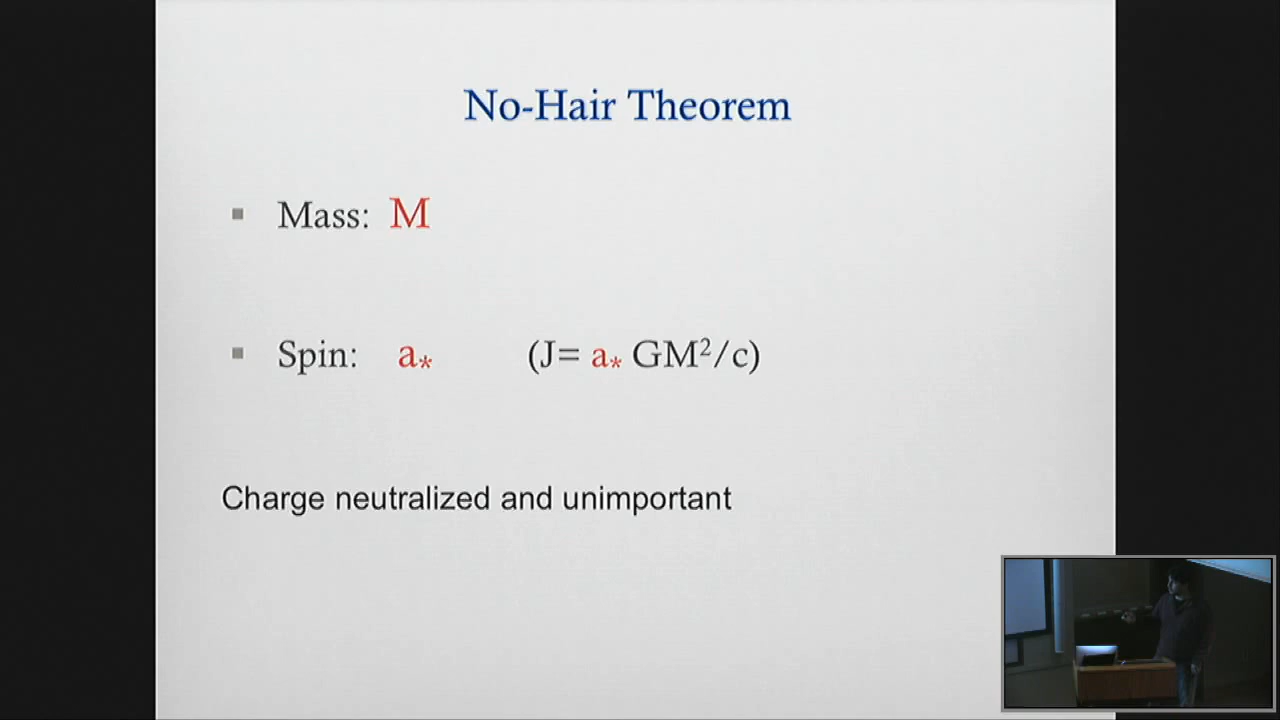 No-Hair Theorem
▪ Mass: M
▪ Spin: a* (J= a* GM²/c)
Charge neutralized and unimportant